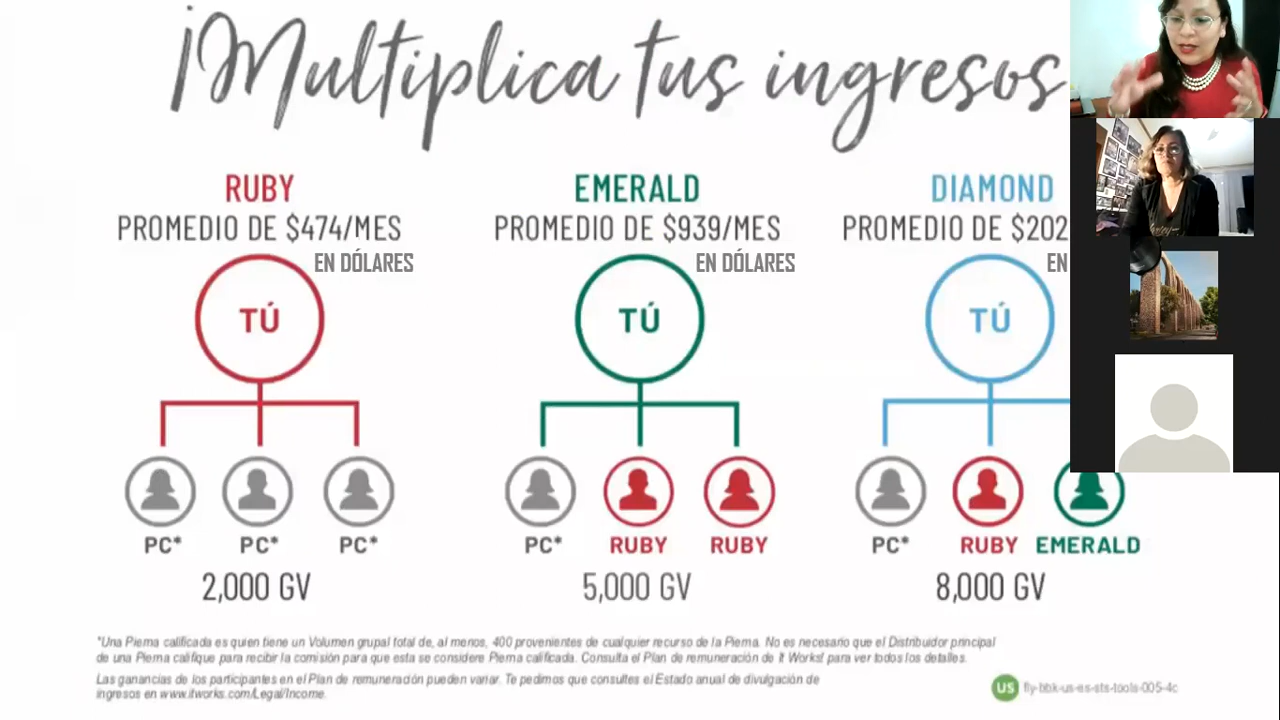 ¡Multiplica tus ingresos
RUBY
PROMEDIO DE $474/MES
EN DÓLARES
TÚ
PC*
PC*
PC*
2,000 GV
EMERALD
PROMEDIO DE $939/MES
EN DÓLARES
TÚ
PC*
RUBY
RUBY
5,000 GV
DIAMOND
PROMEDIO DE $202
EN
TÚ
PC*
RUBY
EMERALD
8,000 GV
*Una Pierna calificada es quien tiene un Volumen grupal total de, al menos, 400 provenientes de cualquier recurso de la Pierna. No es necesario que el Distribuidor principal
de una Pierna califique para recibir la comisión para que esta se considere Pierna calificada. Consulta el Plan de remuneración de It Works! para ver todos los detalles.
Las ganancias de los participantes en el Plan de remuneración pueden variar. Te pedimos que consultes el Estado anual de divulgación de
ingresos en www.itworks.com/Legal/Income.
US fly-bbk-us-es-sts-tools-005-4c